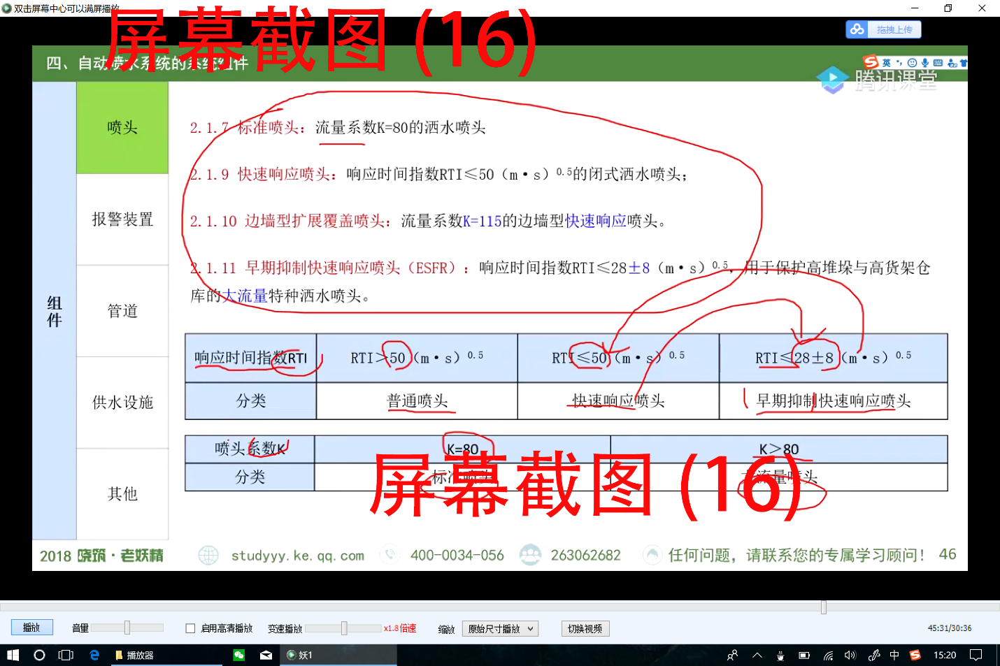 双击屏幕中心可以满屏播放
屏幕截图 (16)
拖拽上传
四、自动喷水系统的系统组件
英
腾讯课堂
组件
喷头
报警装置
管道
供水设施
其他
2.1.7 标准喷头：流量系数K=80的洒水喷头
2.1.9 快速响应喷头：响应时间指数RTI≤50（m·s）0.5的闭式洒水喷头；
2.1.10 边墙型扩展覆盖喷头：流量系数K=115的边墙型快速响应喷头。
2.1.11 早期抑制快速响应喷头（ESFR）：响应时间指数RTI≤28±8（m·s）0.5，用于保护高堆垛与高货架仓
库的大流量特种洒水喷头。
响应时间指数RTI RTI＞50（m·s）0.5 RTI≤50（m·s）0.5 RTI≤28±8（m·s）0.5
分类 普通喷头 快速响应喷头 早期抑制快速响应喷头
喷头系数K K=80 K＞80
分类 标准喷头 流量喷头
屏幕截图 (16)
2018 晓筑·老妖精 studyyy.ke.qq.com 400-0034-056 263062682 任何问题，请联系您的专属学习顾问！ 46
播放 音量 启用高清播放 变速播放 x1.8 倍速 缩放 原始尺寸播放 切换视频 45:31/30:36
播放器 妖1 中 15:20